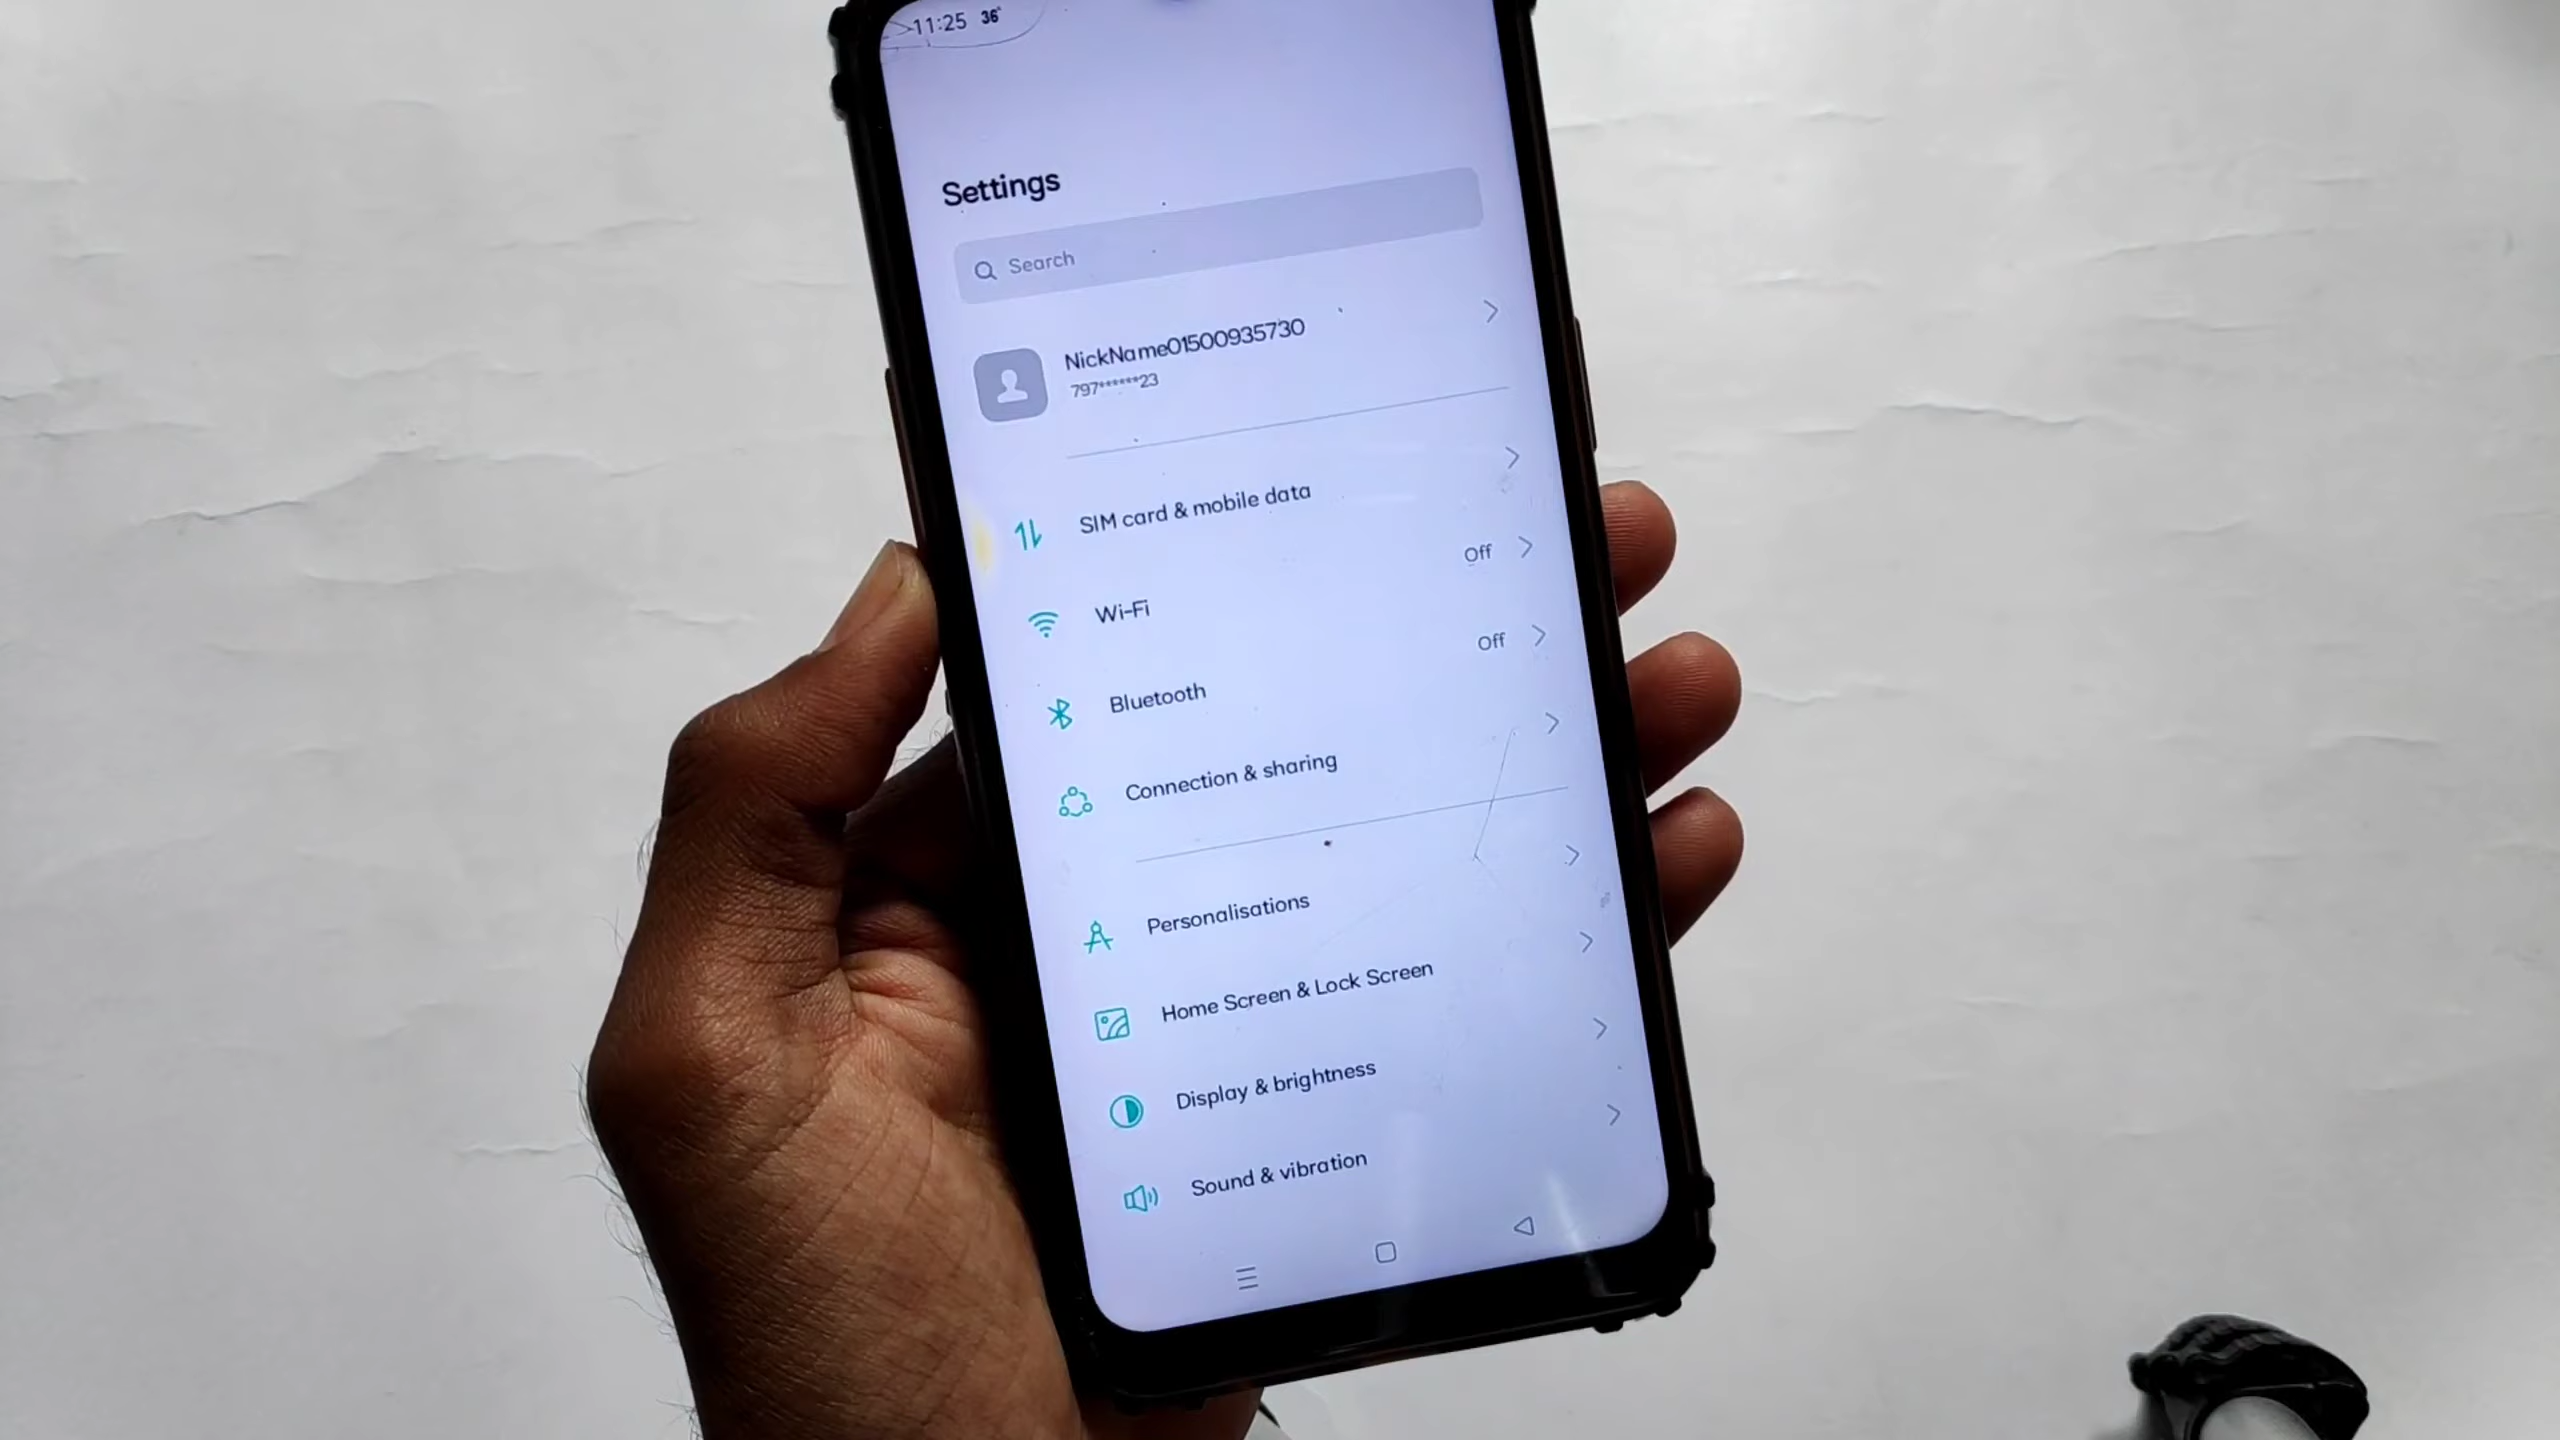 11:25 36°
Settings
Search
NickName01500935730
797******23
SIM card & mobile data
Wi-Fi
Off
Bluetooth
Off
Connection & sharing
Personalisations
Home Screen & Lock Screen
Display & brightness
Sound & vibration